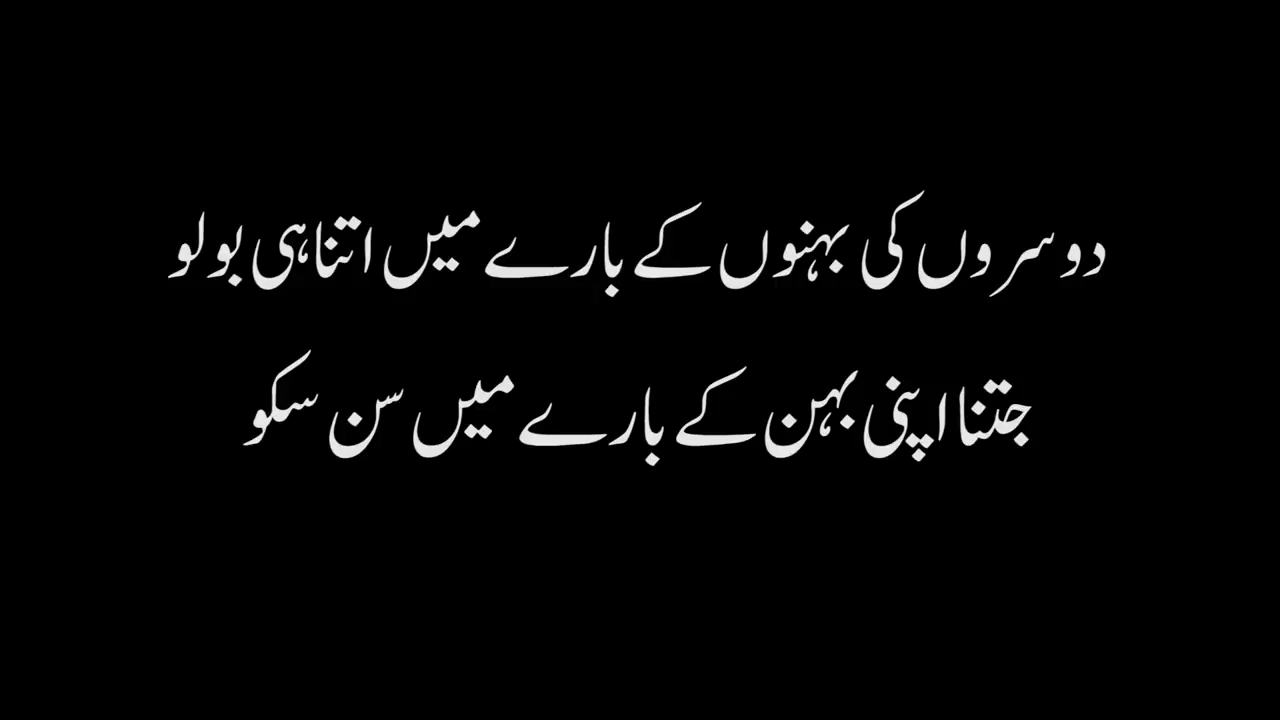 دوسروں کی بہنوں کے بارے میں اتنا ہی بولو
جتنا اپنی بہن کے بارے میں سن سکو